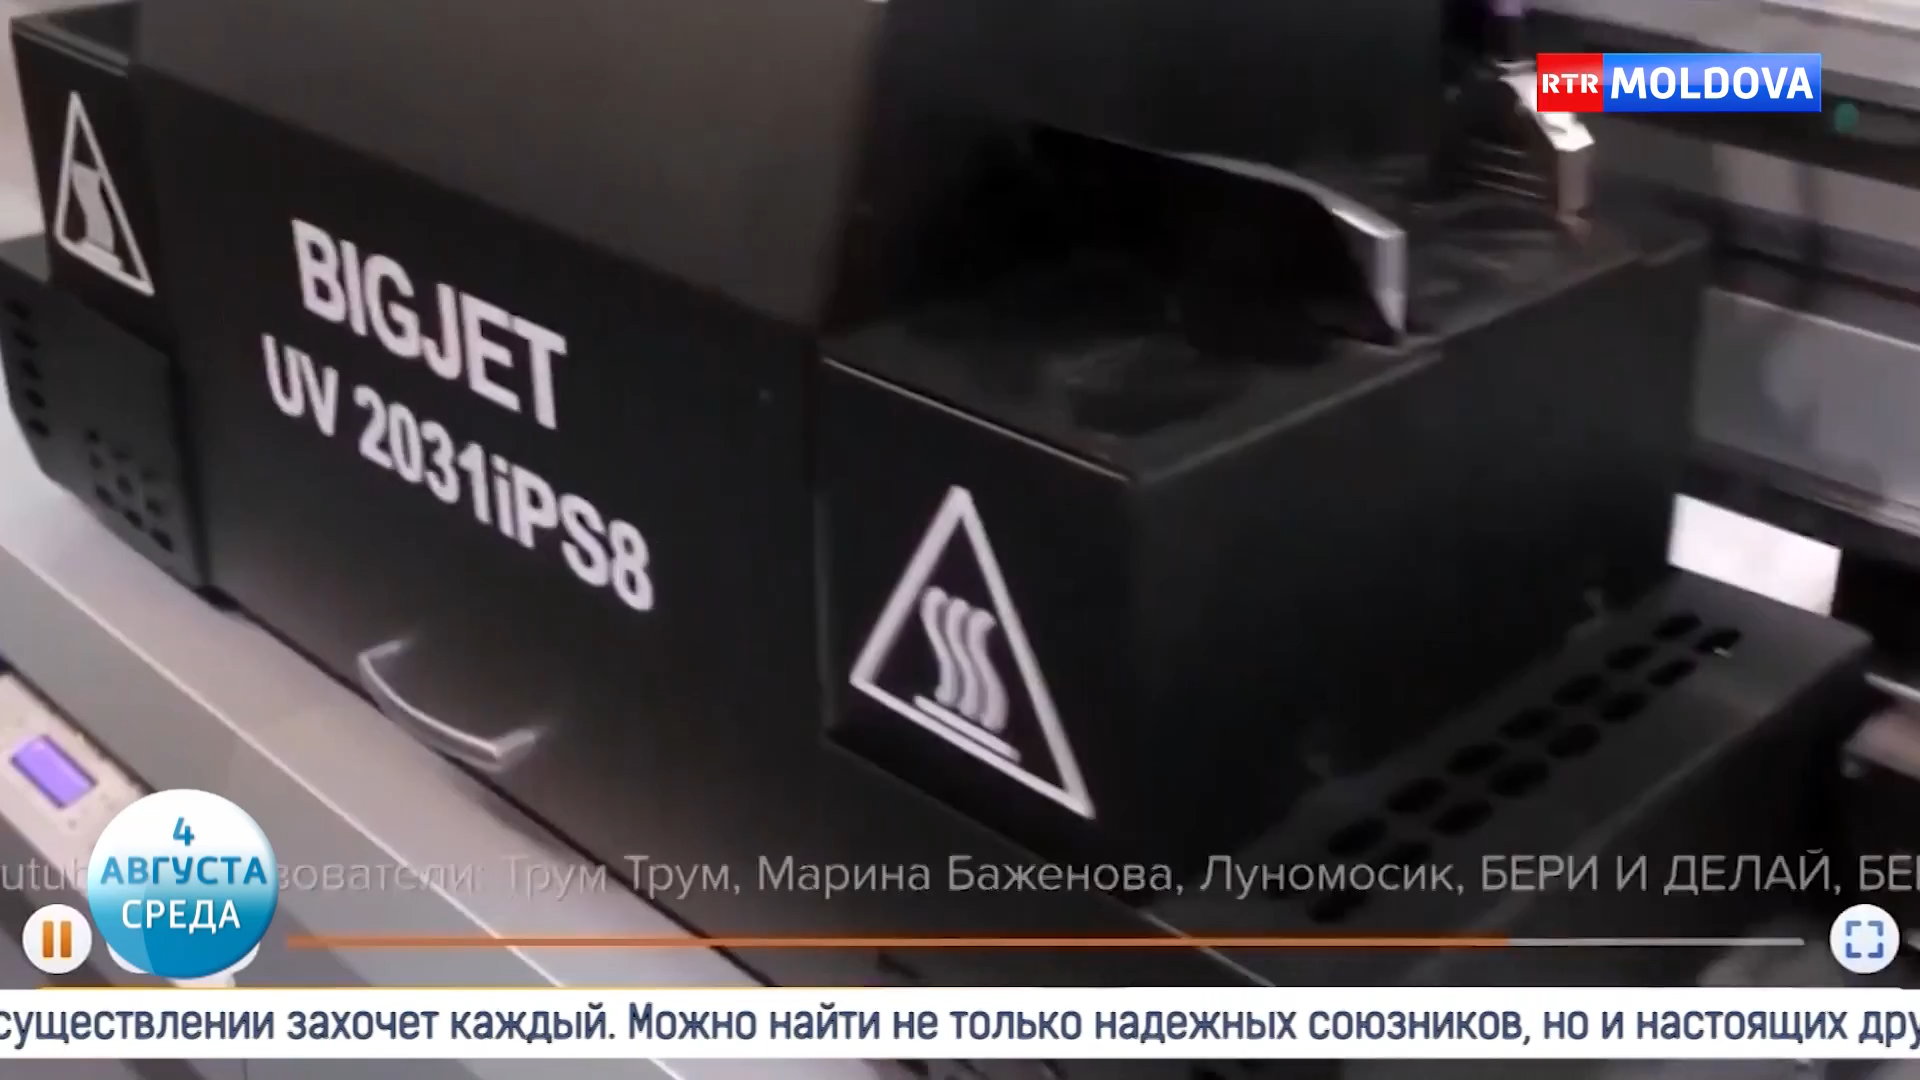 RTR MOLDOVA
BIGJET
UV 2031iPS8
4
АВГУСТА
СРЕДА
Трум Трум, Марина Баженова, Луномосик, БЕРИ И ДЕЛАЙ,
существлении захочет каждый. Можно найти не только надежных союзников, но и настоящих дру